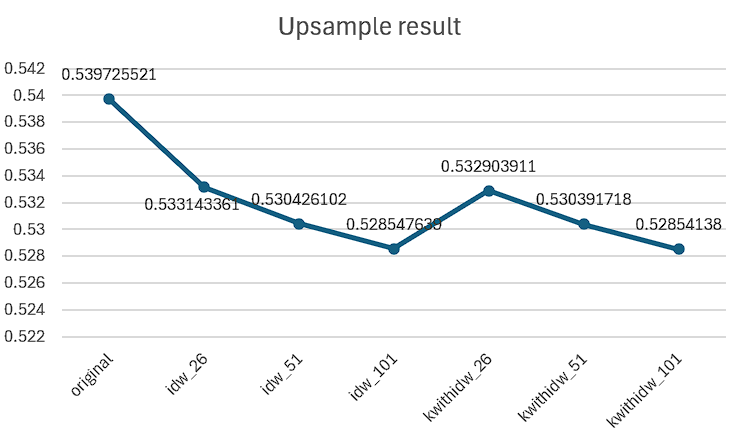 Upsample result
0.542
0.54
0.538
0.536
0.534
0.532
0.53
0.528
0.526
0.524
0.522
0.539725521
0.533143361
0.530426102
0.528547639
0.532903911
0.530391718
0.52854138
original
idw_26
idw_51
idw_101
kwithidw_26
kwithidw_51
kwithidw_101